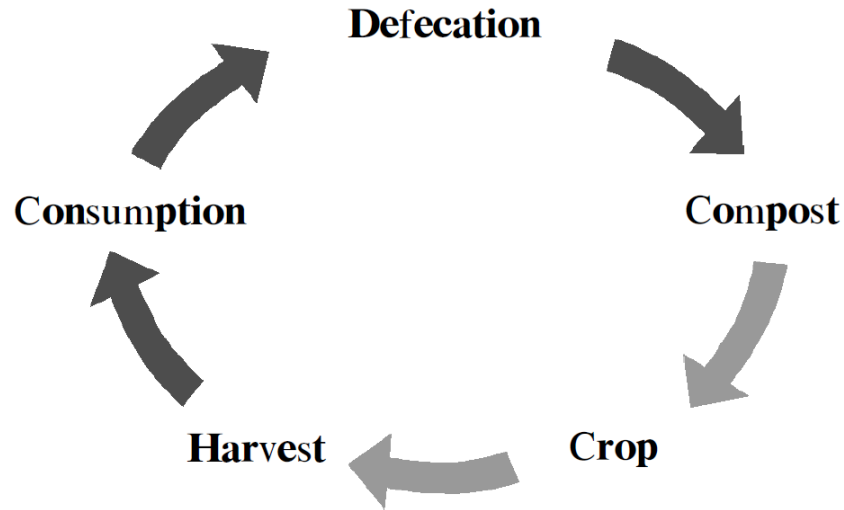 Defecation
Consumption
Compost
Harvest
Crop